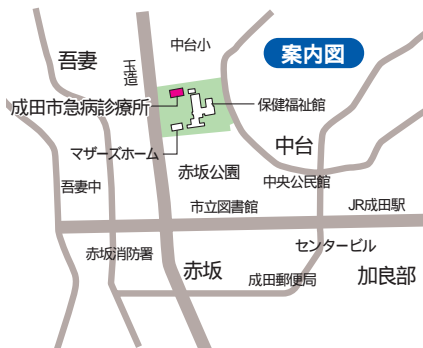 案内図
中台小
吾妻
玉造
成田市急病診療所
保健福祉館
マザーズホーム
中台
赤坂公園
中央公民館
吾妻中
市立図書館
JR成田駅
赤坂消防署
センタービル
赤坂
成田郵便局
加良部